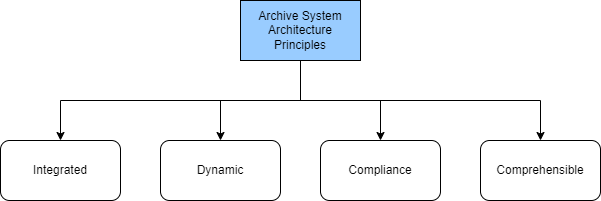 Archive System
Architecture
Principles
Integrated
Dynamic
Compliance
Comprehensible